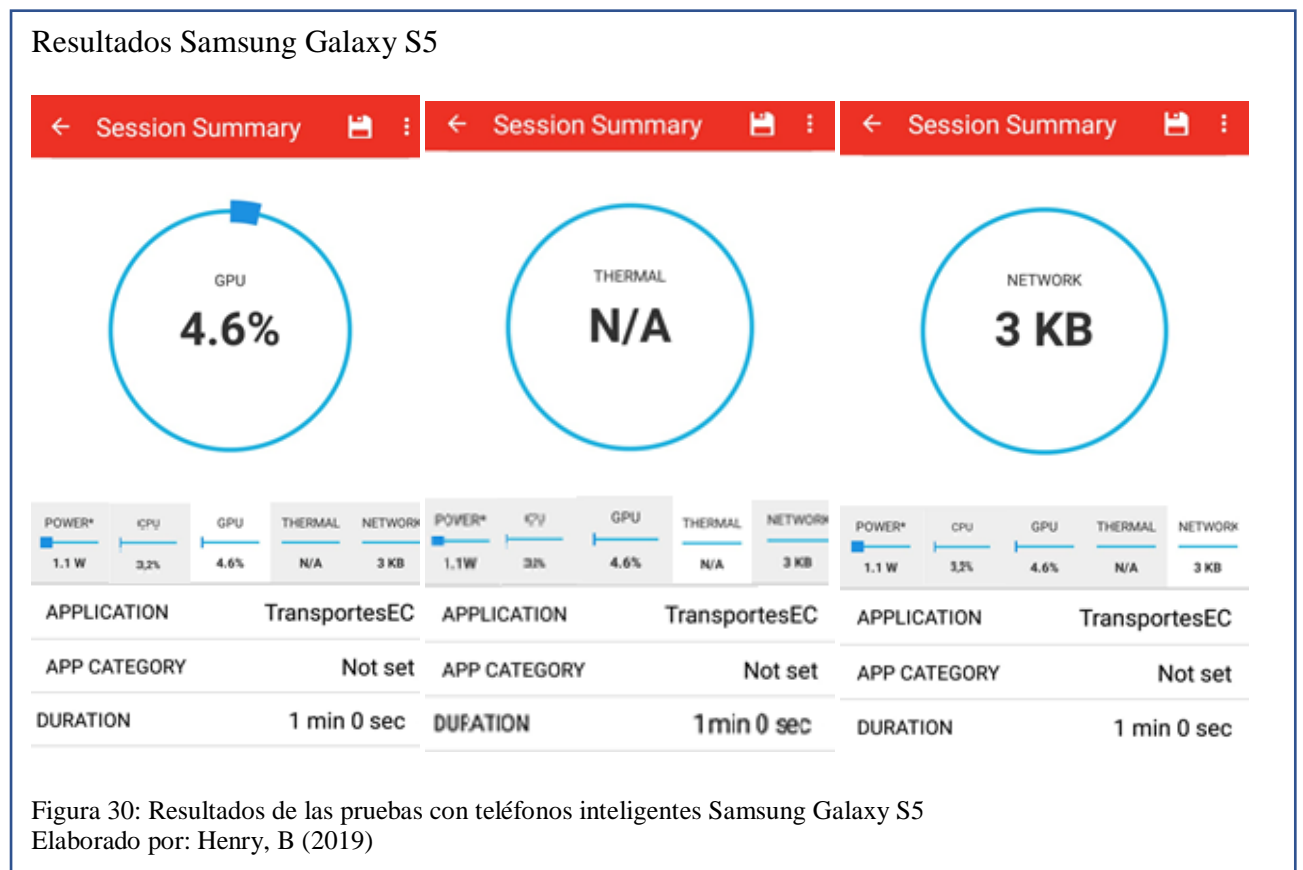 Resultados Samsung Galaxy S5
Session Summary
GPU
4.6%
POWER* CPU GPU THERMAL NETWORK
1.1 W 3,2% 4.6% N/A 3 KB
APPLICATION TransportesEC
APP CATEGORY Not set
DURATION 1 min 0 sec
Session Summary
THERMAL
N/A
POWER* GPU THERMAL NETWORK
1.1W 4.6% N/A 3 KB
APPLICATION TransportesEC
APP CATEGORY Not set
DURATION 1min 0 sec
Session Summary
NETWORK
3 KB
POWER* CPU GPU THERMAL NETWORK
1.1 W 3,2% 4.6% N/A 3 KB
APPLICATION TransportesEC
APP CATEGORY Not set
DURATION 1 min 0 sec
Figura 30: Resultados de las pruebas con teléfonos inteligentes Samsung Galaxy S5
Elaborado por: Henry, B (2019)